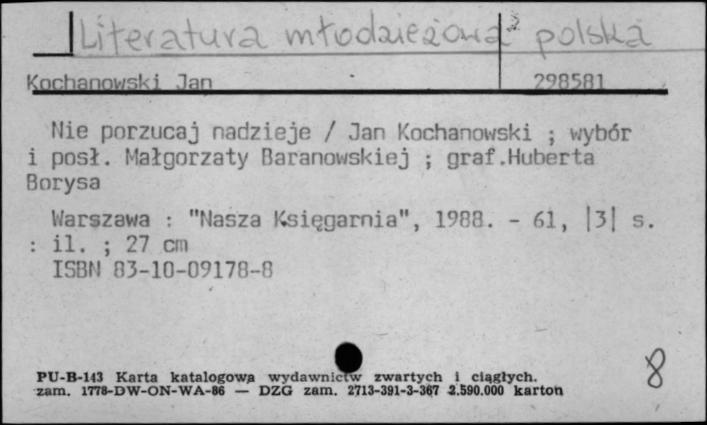 Literatura młodzieżowa polska
Kochanowski Jan 298581
Nie porzucaj nadzieje / Jan Kochanowski ; wybór
i posł. Małgorzaty Baranowskiej ; graf.Huberta
Borysa
Warszawa : "Nasza Księgarnia", 1988. - 61, |3| s.
: il. ; 27 cm
ISBN 83-10-09178-8
8
PU-B-143 Karta katalogowa wydawnictw zwartych i ciągłych.
zam. 1778-DW-ON-WA-86 — DZG zam. 2713-391-3-367 2.590.000 karton